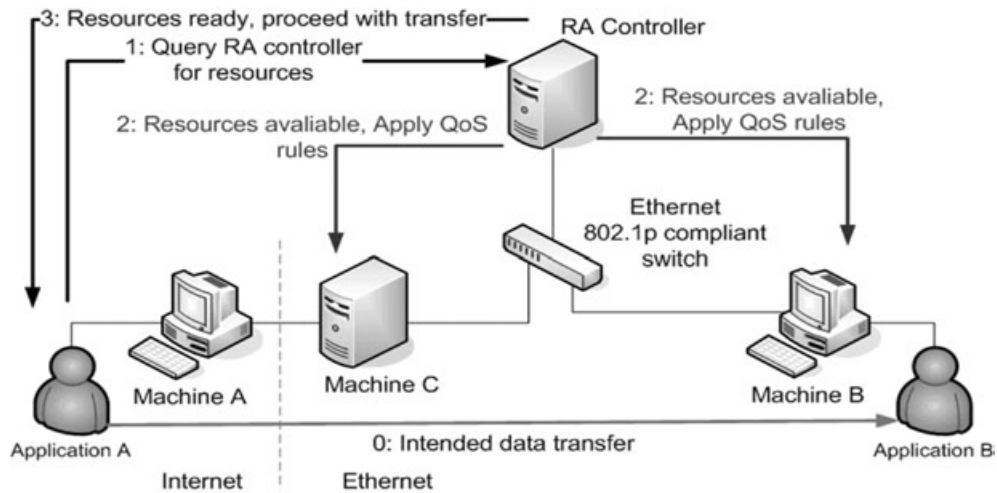 3: Resources ready, proceed with transfer
RA Controller
1: Query RA controller
for resources
2: Resources avaliable, Apply QoS
rules
2: Resources avaliable,
Apply QoS rules
Ethernet
802.1p compliant
switch
Machine A
Machine C
Machine B
Application A
0: Intended data transfer
Application B
Internet
Ethernet